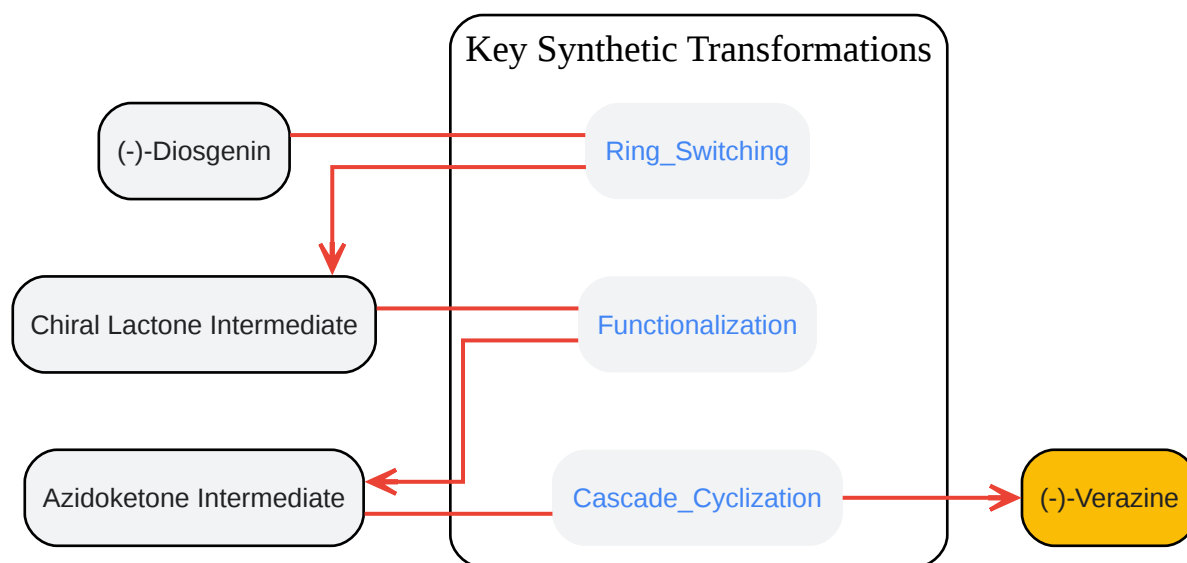 Key Synthetic Transformations
(-)-Diosgenin
Ring_Switching
Chiral Lactone Intermediate
Functionalization
Azidoketone Intermediate
Cascade_Cyclization
(-)-Verazine